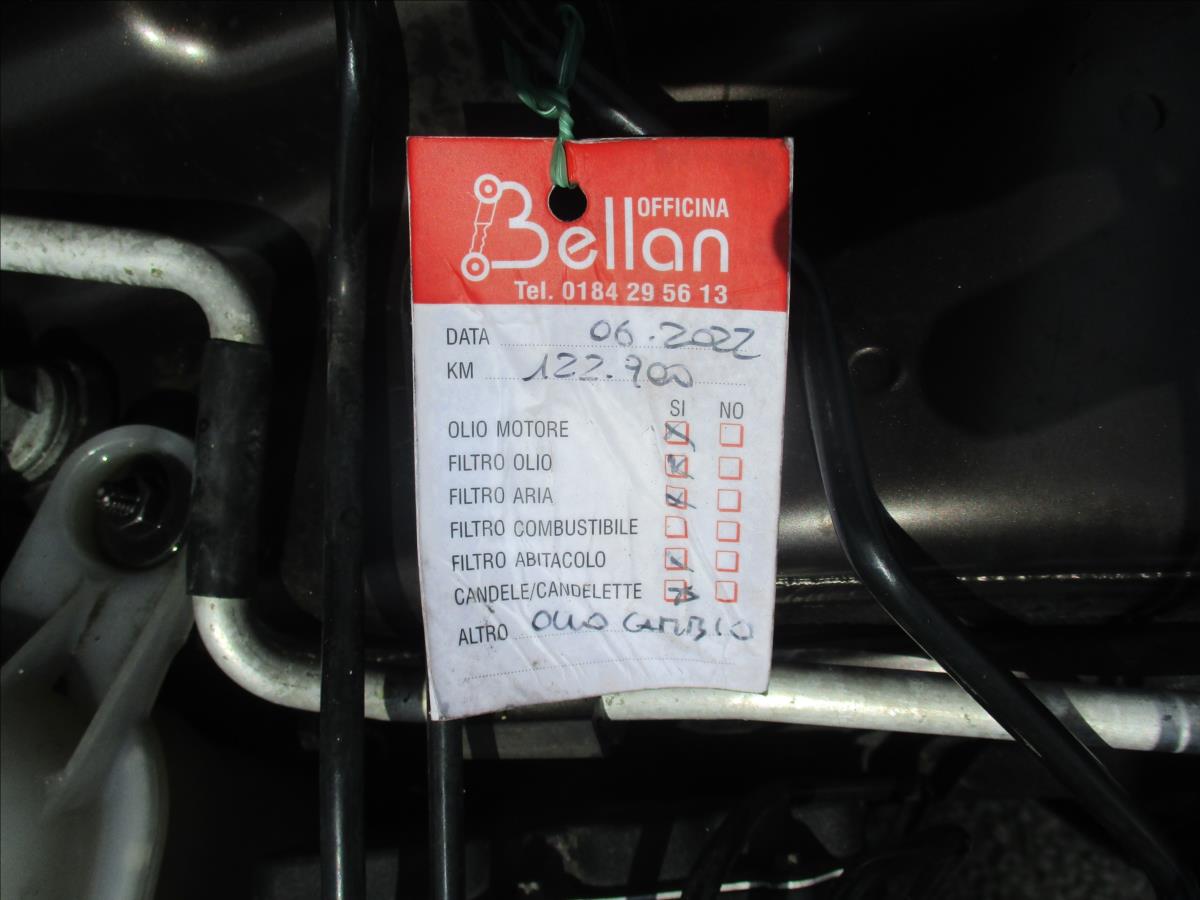 OFFICINA
Bellan
Tel. 0184 29 56 13
DATA 06.2022
KM 122.900
SI NO
OLIO MOTORE
FILTRO OLIO
FILTRO ARIA
FILTRO COMBUSTIBILE
FILTRO ABITACOLO
CANDELE/CANDELETTE
ALTRO OLIO CAMBIO